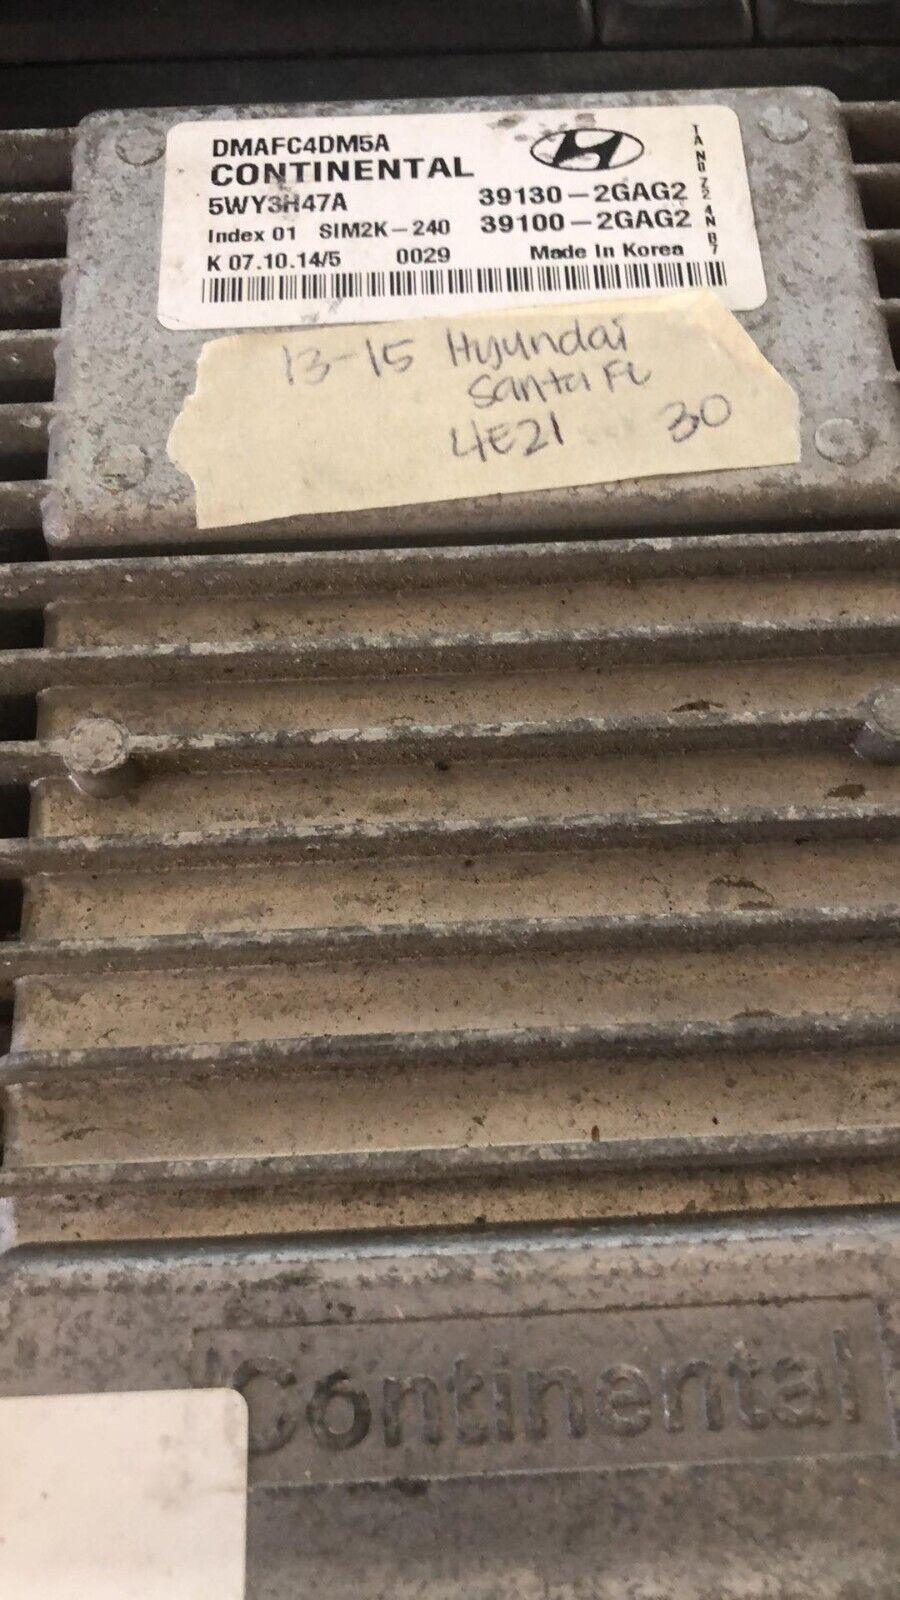 DMAFC4DM5A
CONTINENTAL
5WY3H47A 39130-2GAG2
Index 01 SIM2K-240 39100-2GAG2
K 07.10.14/5 0029 Made In Korea
13-15 Hyundai
Santa Fe
4E21 30
Continental